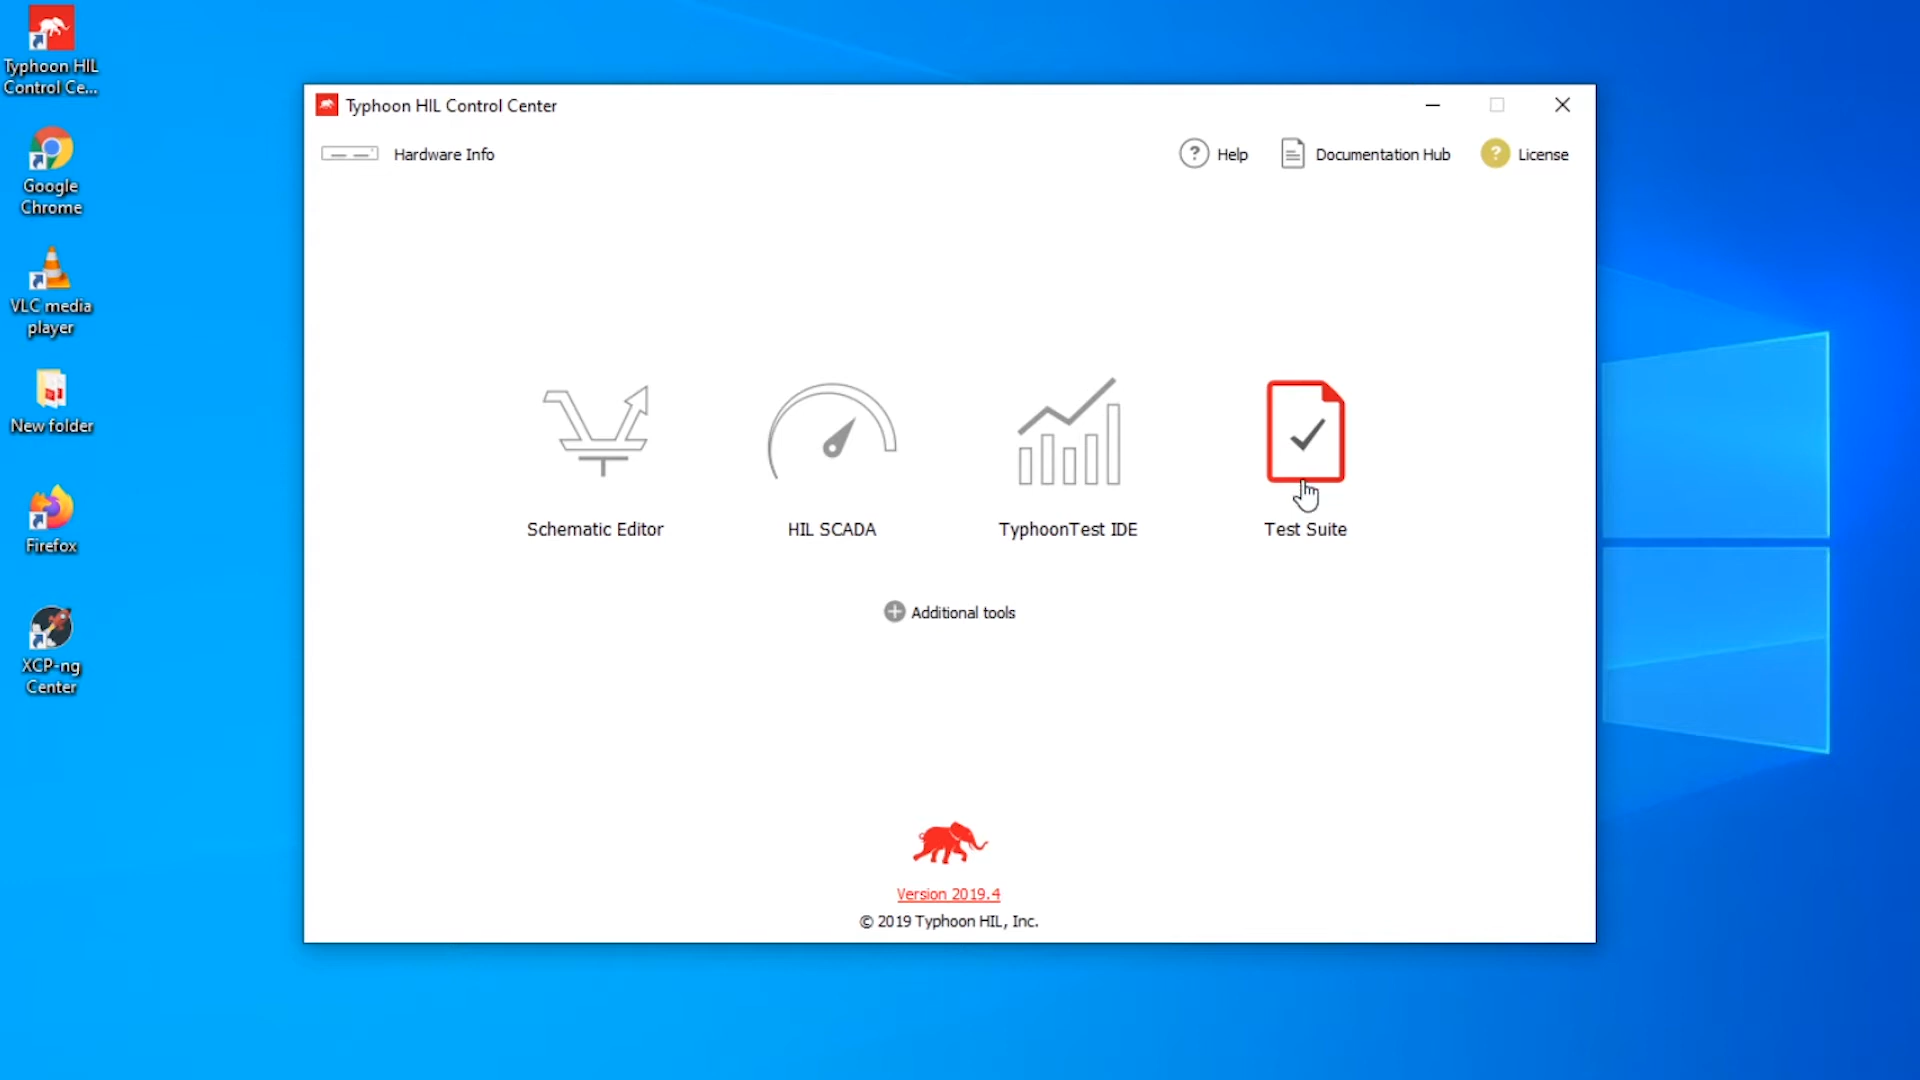 Typhoon HIL
Control Ce...
Google
Chrome
VLC media
player
New folder
Firefox
XCP-ng
Center
Typhoon HIL Control Center
Hardware Info
? Help
Documentation Hub
? License
Schematic Editor
HIL SCADA
TyphoonTest IDE
Test Suite
Additional tools
Version 2019.4
© 2019 Typhoon HIL, Inc.